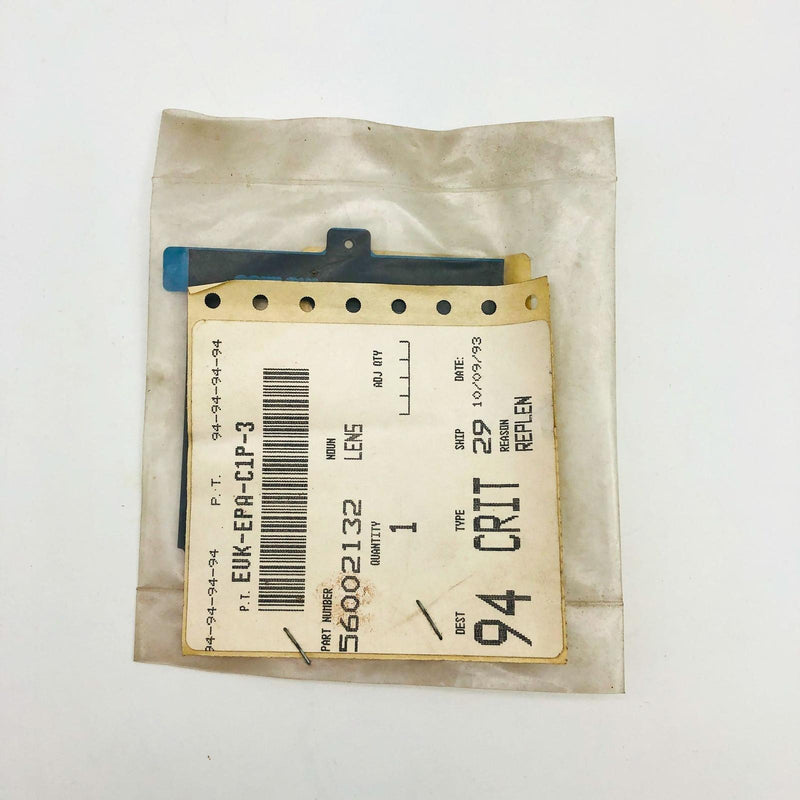 94-94-94-94 P.T. 94-94-94-94
P.T. EUK-EPA-C1P-3
PART NUMBER NOUN
56002132 LENS
QUANTITY ADJ QTY
1
DEST TYPE SHIP DATE:
94 CRIT 29 10/09/93
REASON
REPLEN